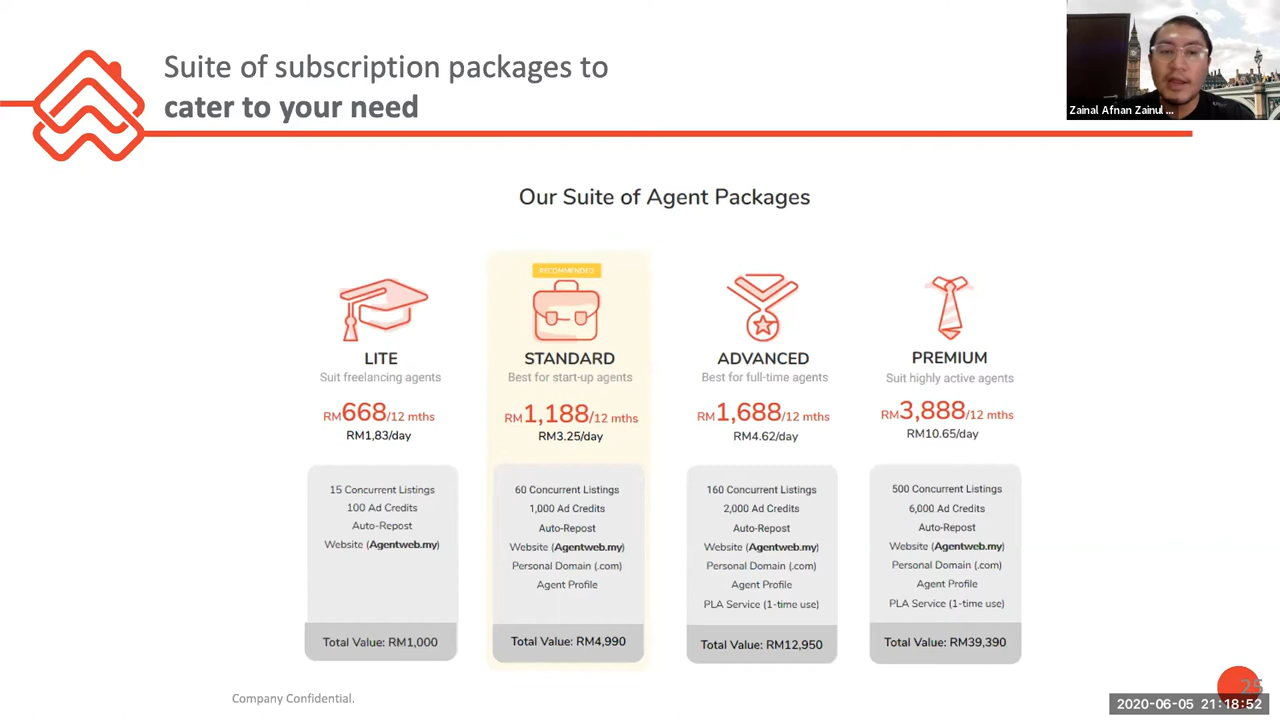 Suite of subscription packages to
cater to your need
Zainal Afnan Zainul ...
Our Suite of Agent Packages
LITE
Suit freelancing agents
RM668/12 mths
RM1,83/day
15 Concurrent Listings
100 Ad Credits
Auto-Repost
Website (Agentweb.my)
Total Value: RM1,000
RECOMMENDED
STANDARD
Best for start-up agents
RM1,188/12 mths
RM3.25/day
60 Concurrent Listings
1,000 Ad Credits
Auto-Repost
Website (Agentweb.my)
Personal Domain (.com)
Agent Profile
Total Value: RM4,990
ADVANCED
Best for full-time agents
RM1,688/12 mths
RM4.62/day
160 Concurrent Listings
2,000 Ad Credits
Auto-Repost
Website (Agentweb.my)
Personal Domain (.com)
Agent Profile
PLA Service (1-time use)
Total Value: RM12,950
PREMIUM
Suit highly active agents
RM3,888/12 mths
RM10.65/day
500 Concurrent Listings
6,000 Ad Credits
Auto-Repost
Website (Agentweb.my)
Personal Domain (.com)
Agent Profile
PLA Service (1-time use)
Total Value: RM39,390
Company Confidential.
25
2020-06-05 21:18:52